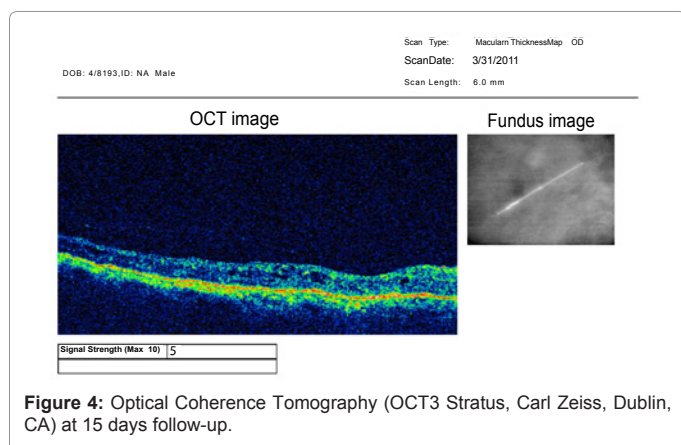 Scan Type: Macularn ThicknessMap OD
ScanDate: 3/31/2011
DOB: 4/8193,ID: NA Male
Scan Length: 6.0 mm
OCT image
Fundus image
Signal Strength (Max 10) 5
Figure 4: Optical Coherence Tomography (OCT3 Stratus, Carl Zeiss, Dublin,
CA) at 15 days follow-up.